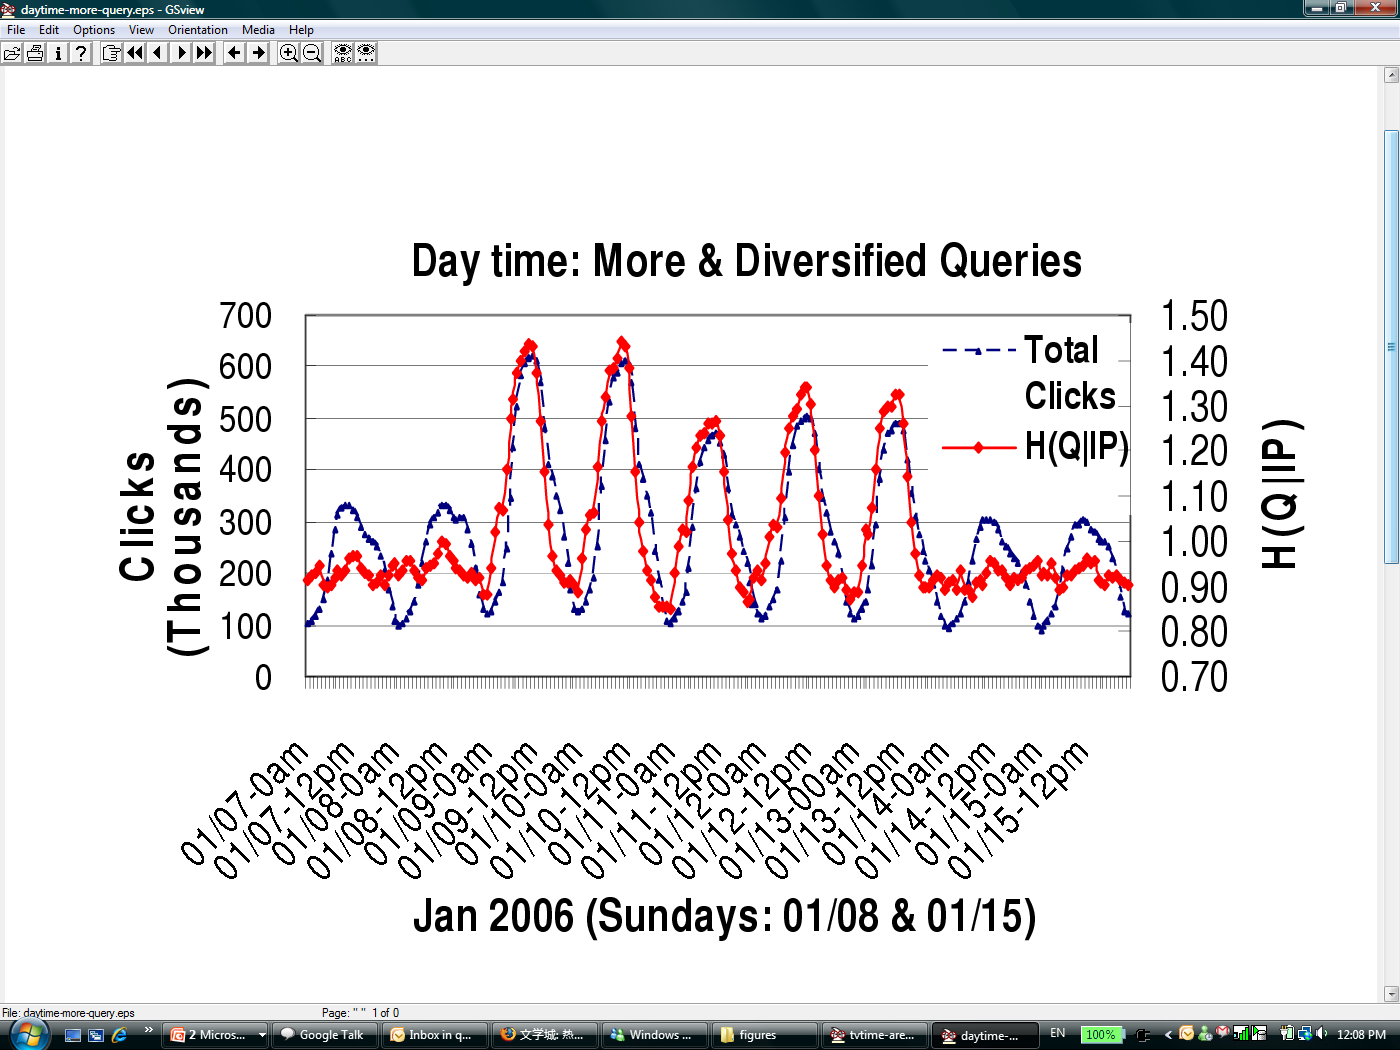 daytime-more-query.eps - GSview
File Edit Options View Orientation Media Help
Day time: More & Diversified Queries
700
600
500
400
300
200
100
0
Clicks
(Thousands)
1.50
1.40
1.30
1.20
1.10
1.00
0.90
0.80
0.70
H(Q|IP)
Total
Clicks
H(Q|IP)
01/07-0am
01/07-12pm
01/08-0am
01/08-12pm
01/09-0am
01/09-12pm
01/10-0am
01/10-12pm
01/11-0am
01/11-12pm
01/12-0am
01/12-12pm
01/13-00am
01/13-12pm
01/14-0am
01/14-12pm
01/15-0am
01/15-12pm
Jan 2006 (Sundays: 01/08 & 01/15)
File: daytime-more-query.eps Page: " " 1 of 0
2 Micros... Google Talk Inbox in q... 文学城: 热... Windows ... figures tvtime-are... daytime-... EN 100% 12:08 PM